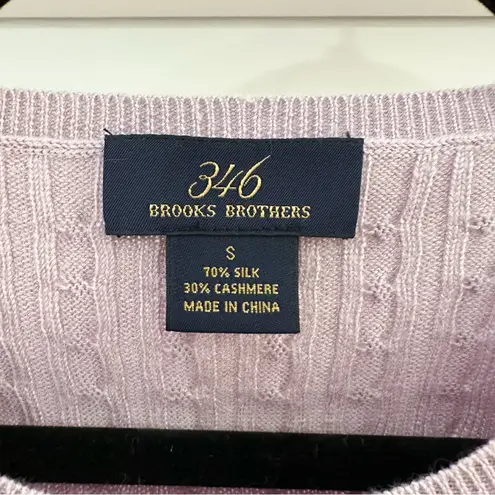 346
BROOKS BROTHERS
S
70% SILK
30% CASHMERE
MADE IN CHINA